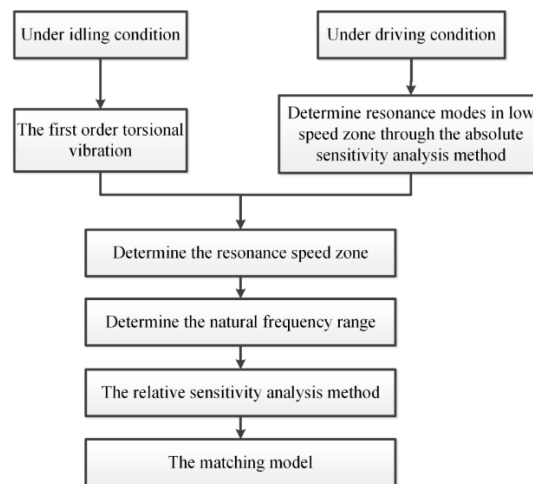 Under idling condition
Under driving condition
The first order torsional
vibration
Determine resonance modes in low
speed zone through the absolute
sensitivity analysis method
Determine the resonance speed zone
Determine the natural frequency range
The relative sensitivity analysis method
The matching model